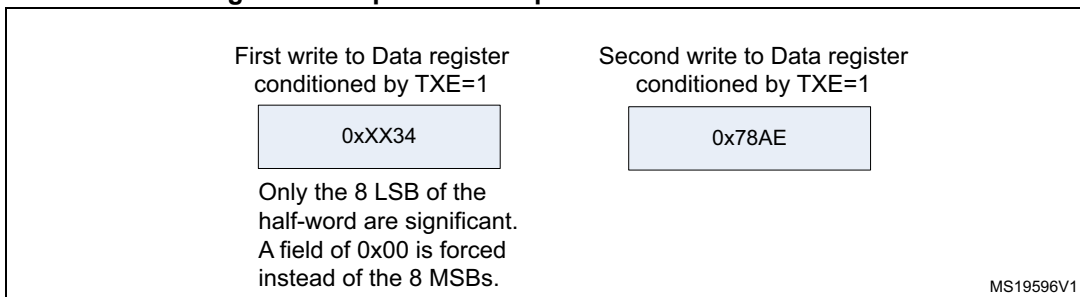 First write to Data register
conditioned by TXE=1
0xXX34
Only the 8 LSB of the
half-word are significant.
A field of 0x00 is forced
instead of the 8 MSBs.
Second write to Data register
conditioned by TXE=1
0x78AE
MS19596V1